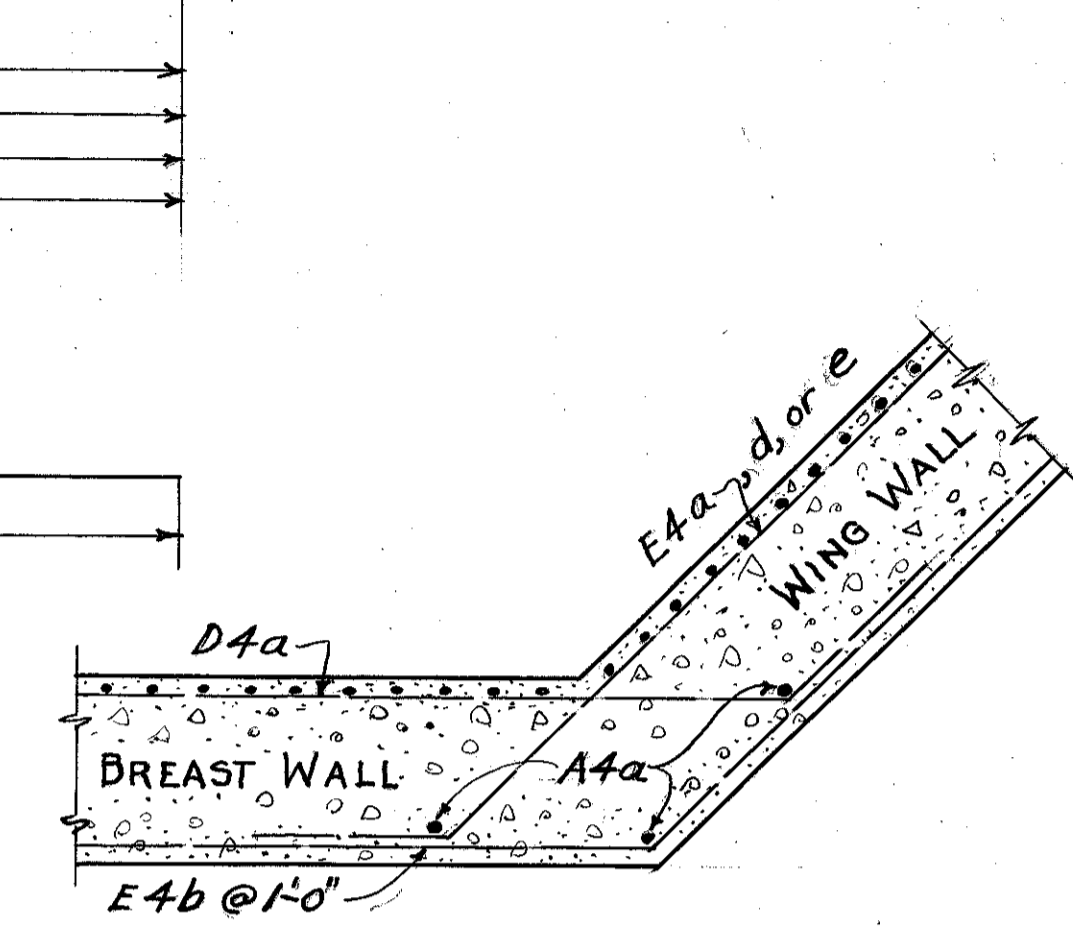 E4a, d, or e
WING WALL
D4a
BREAST WALL
A4a
E4b @ 1'-0"